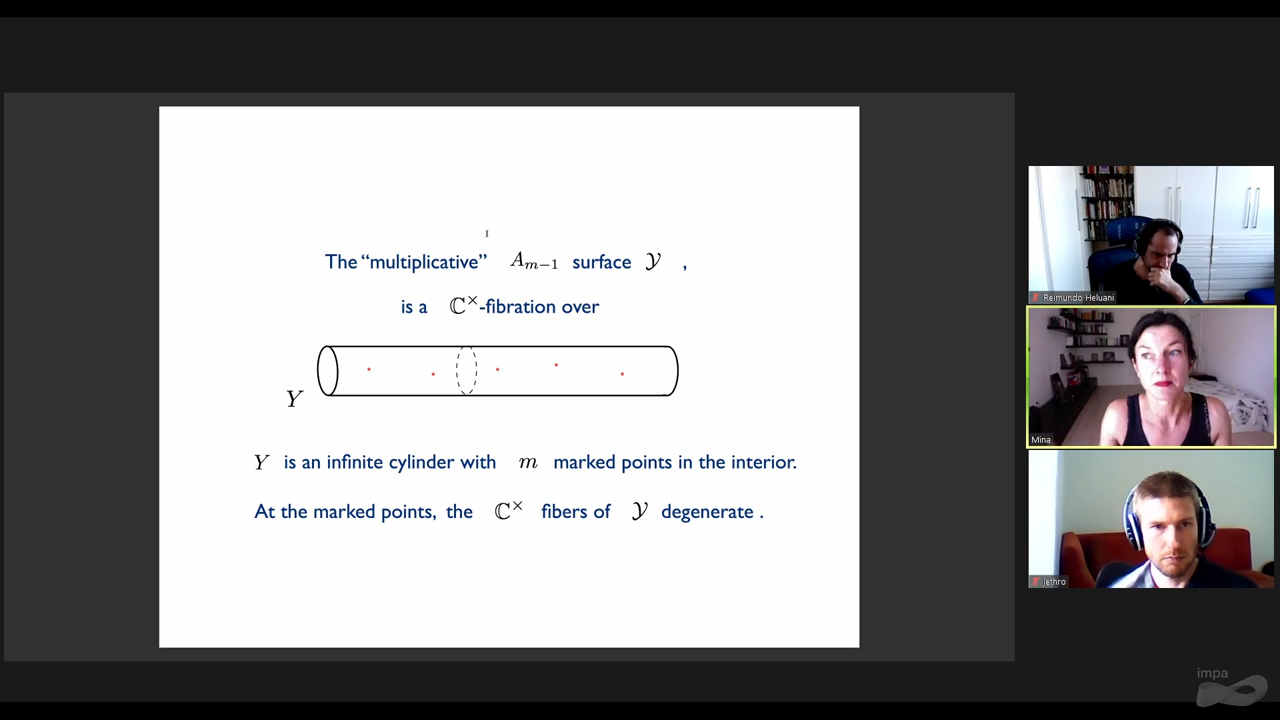 The “multiplicative” A_{m−1} surface 𝒴 ,
is a ℂ^×-fibration over
Y
Y is an infinite cylinder with m marked points in the interior.
At the marked points, the ℂ^× fibers of 𝒴 degenerate .
Reimundo Heluani
Mina
jethro
impa